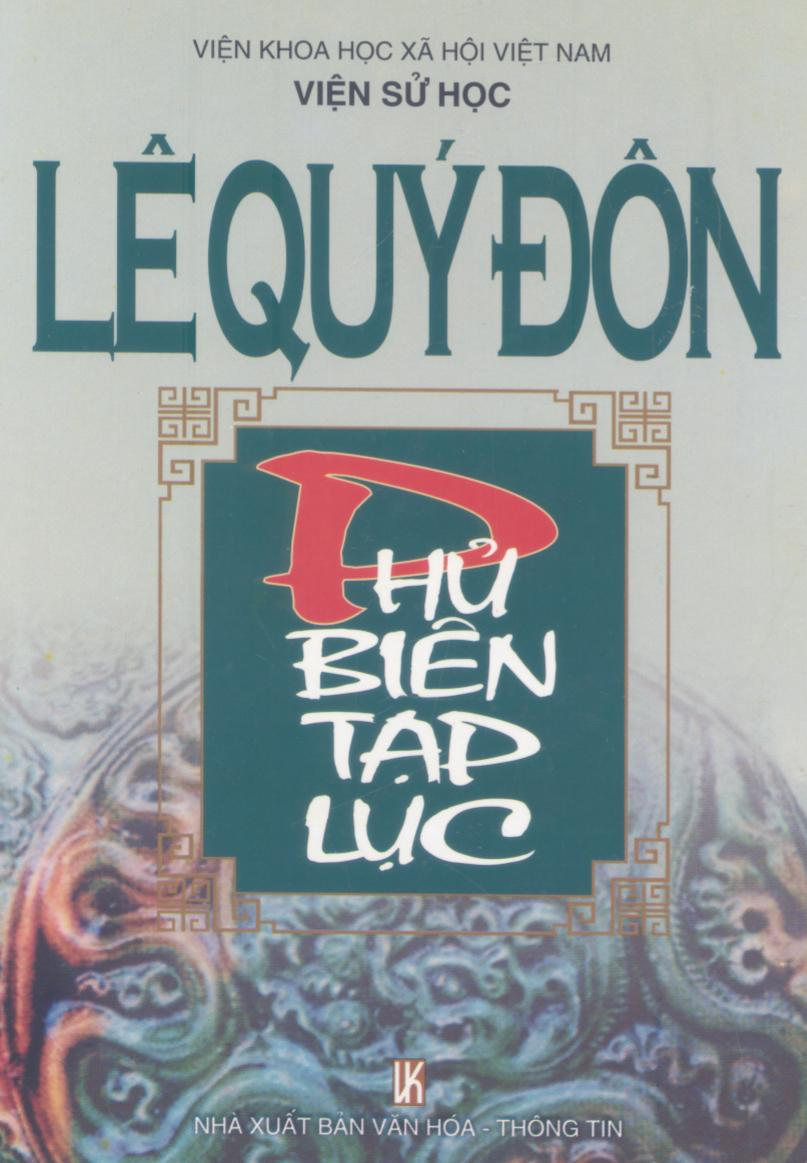 VIỆN KHOA HỌC XÃ HỘI VIỆT NAM
VIỆN SỬ HỌC
LÊ QUÝ ĐÔN
PHỦ
BIÊN
TẠP
LỤC
VK
NHÀ XUẤT BẢN VĂN HÓA - THÔNG TIN